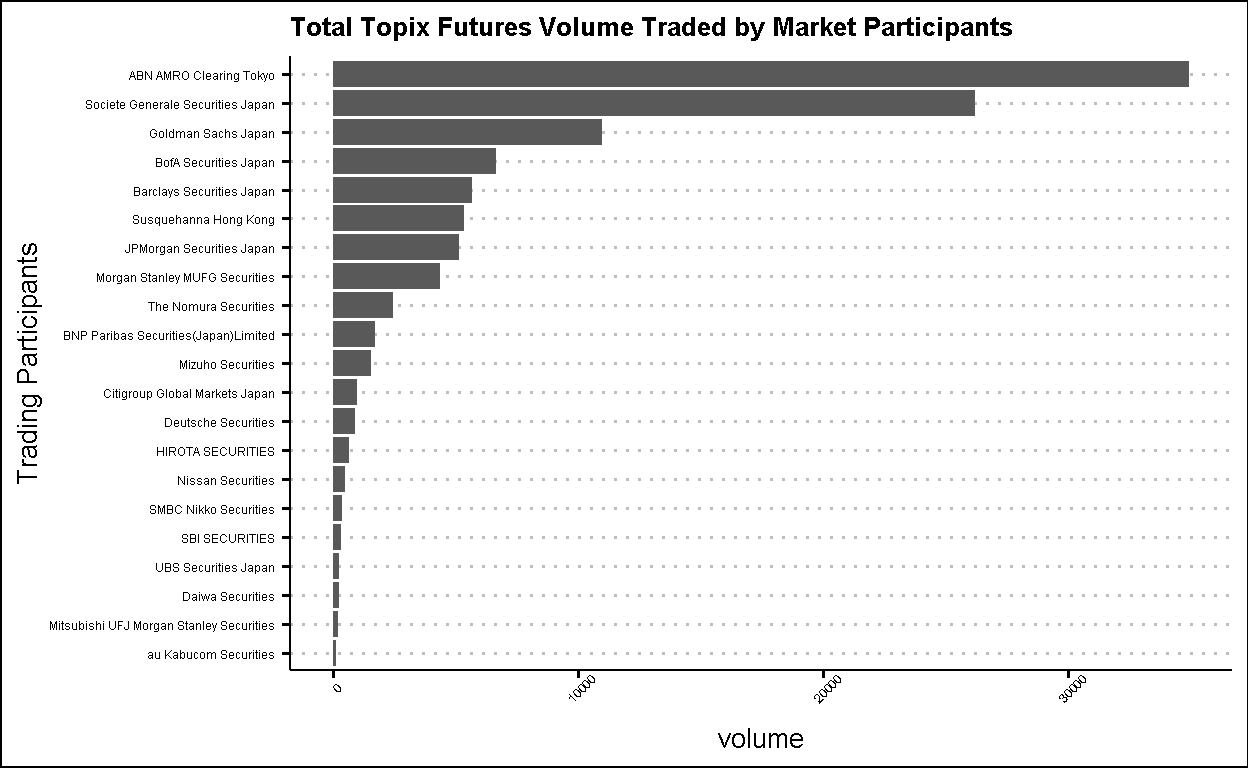 Total Topix Futures Volume Traded by Market Participants
Trading Participants
ABN AMRO Clearing Tokyo
Societe Generale Securities Japan
Goldman Sachs Japan
BofA Securities Japan
Barclays Securities Japan
Susquehanna Hong Kong
JPMorgan Securities Japan
Morgan Stanley MUFG Securities
The Nomura Securities
BNP Paribas Securities(Japan)Limited
Mizuho Securities
Citigroup Global Markets Japan
Deutsche Securities
HIROTA SECURITIES
Nissan Securities
SMBC Nikko Securities
SBI SECURITIES
UBS Securities Japan
Daiwa Securities
Mitsubishi UFJ Morgan Stanley Securities
au Kabucom Securities
0
10000
20000
30000
volume